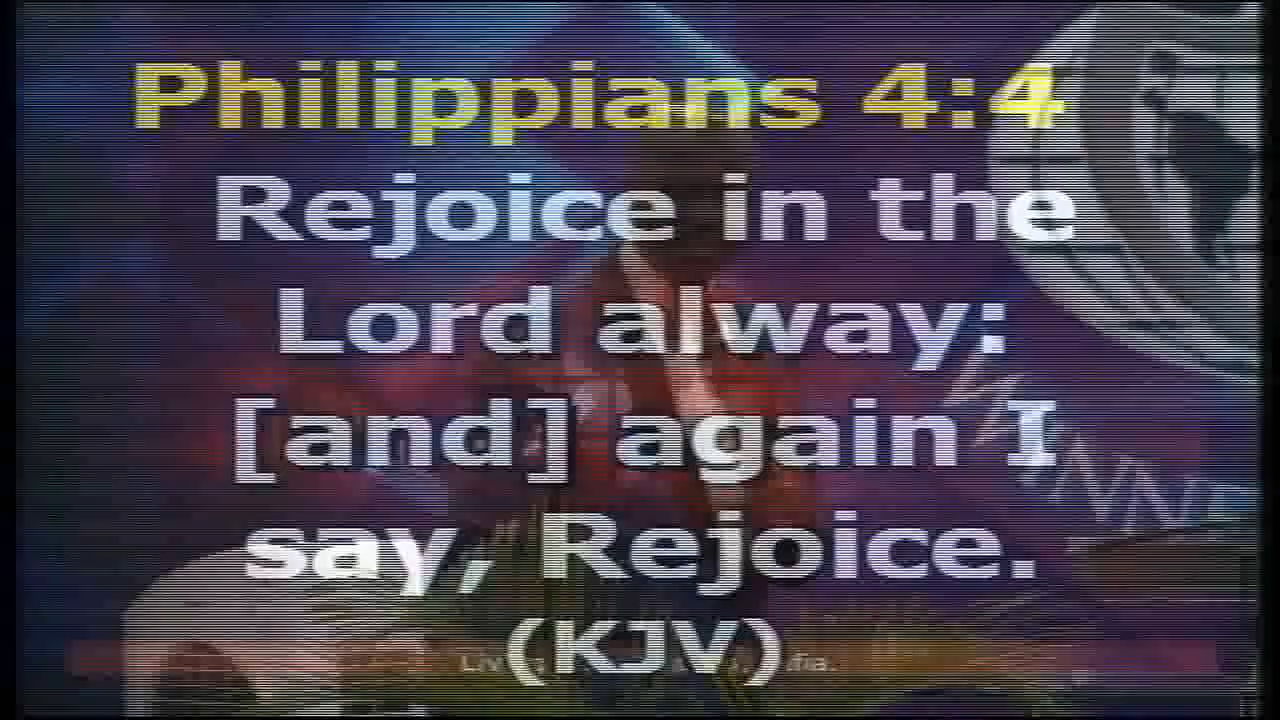 Philippians 4:4
Rejoice in the
Lord alway:
[and] again I
say, Rejoice.
(KJV)